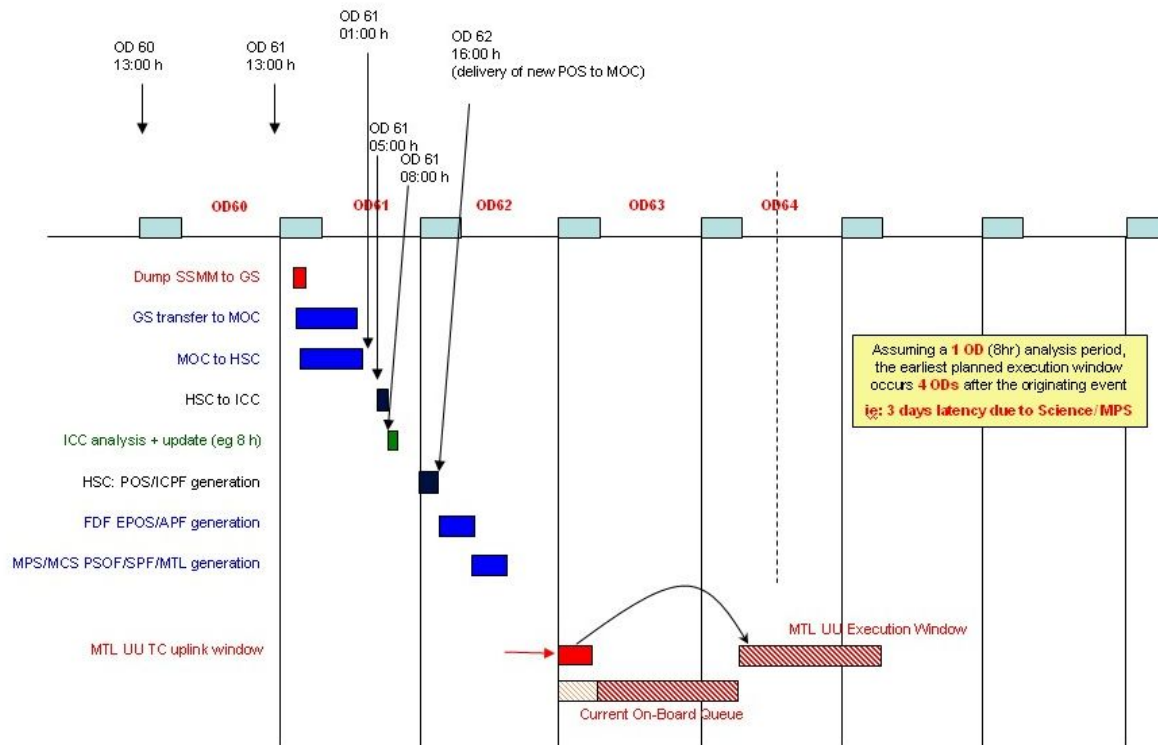 OD 61
01:00 h
OD 60
13:00 h
OD 61
13:00 h
OD 62
16:00 h
(delivery of new POS to MOC)
OD 61
05:00 h
OD 61
08:00 h
OD60
OD61
OD62
OD63
OD64
Dump SSMM to GS
GS transfer to MOC
MOC to HSC
HSC to ICC
ICC analysis + update (eg 8 h)
HSC: POS/ICPF generation
FDF EPOS/APF generation
MPS/MCS PSOF/SPF/MTL generation
MTL UU TC uplink window
Assuming a 1 OD (8hr) analysis period,
the earliest planned execution window
occurs 4 ODs after the originating event
ie: 3 days latency due to Science/MPS
MTL UU Execution Window
Current On-Board Queue